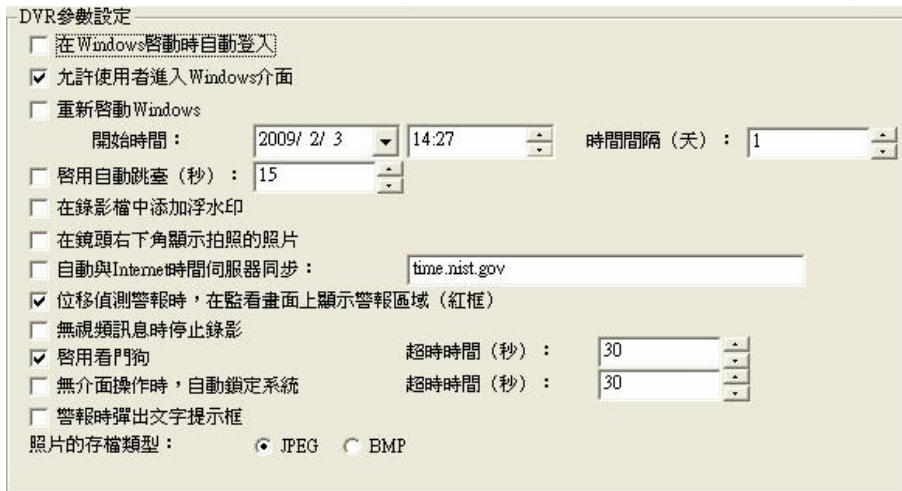 DVR參數設定
在Windows啓動時自動登入
允許使用者進入Windows介面
重新啓動Windows
開始時間： 2009/ 2/ 3 14:27 時間間隔（天）： 1
啓用自動跳臺（秒）： 15
在錄影檔中添加浮水印
在鏡頭右下角顯示拍照的照片
自動與Internet時間伺服器同步： time.nist.gov
位移偵測警報時，在監看畫面上顯示警報區域（紅框）
無視頻訊息時停止錄影
啓用看門狗 超時時間（秒）： 30
無介面操作時，自動鎖定系統 超時時間（秒）： 30
警報時彈出文字提示框
照片的存檔類型： JPEG BMP